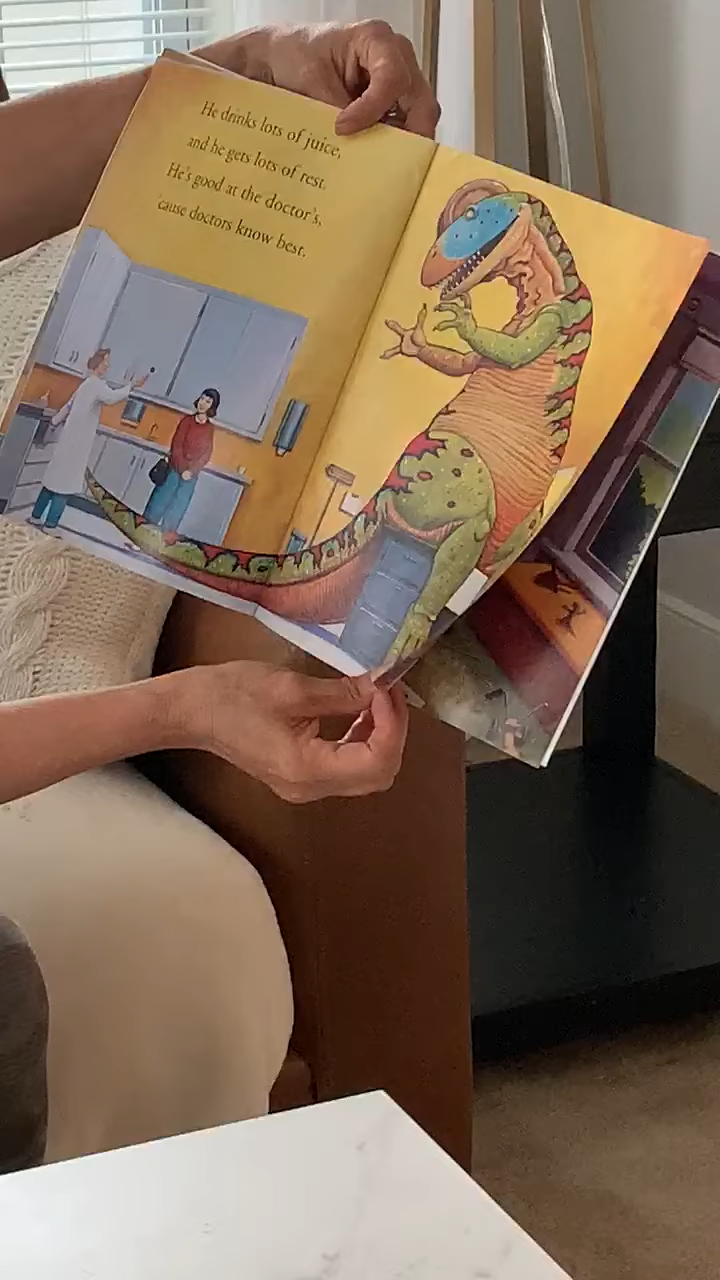 He drinks lots of juice,
and he gets lots of rest.
He's good at the doctor's,
'cause doctors know best.